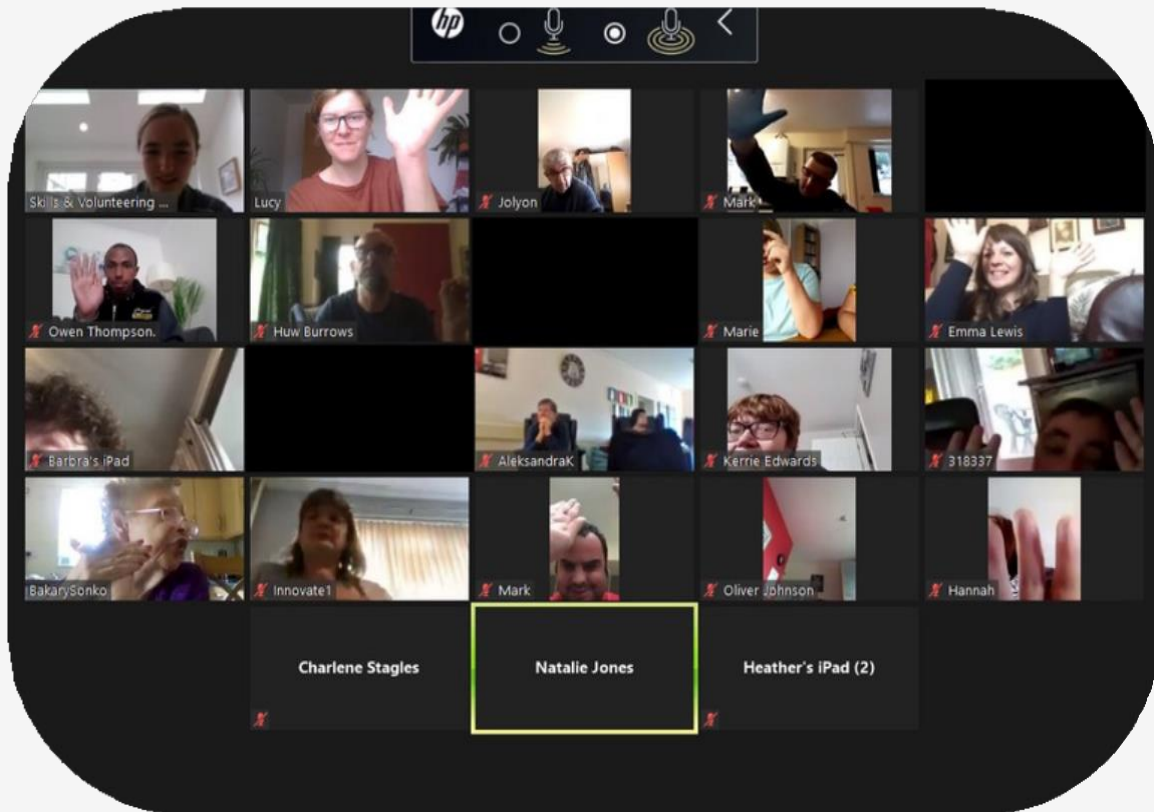 hp
Skills & Volunteering ...
Lucy
Jolyon
Mark
Owen Thompson.
Huw Burrows
Marie
Emma Lewis
Barbra's iPad
AleksandraK
Kerrie Edwards
318337
BakarySonko
Innovate1
Mark
Oliver Johnson
Hannah
Charlene Stagles
Natalie Jones
Heather's iPad (2)